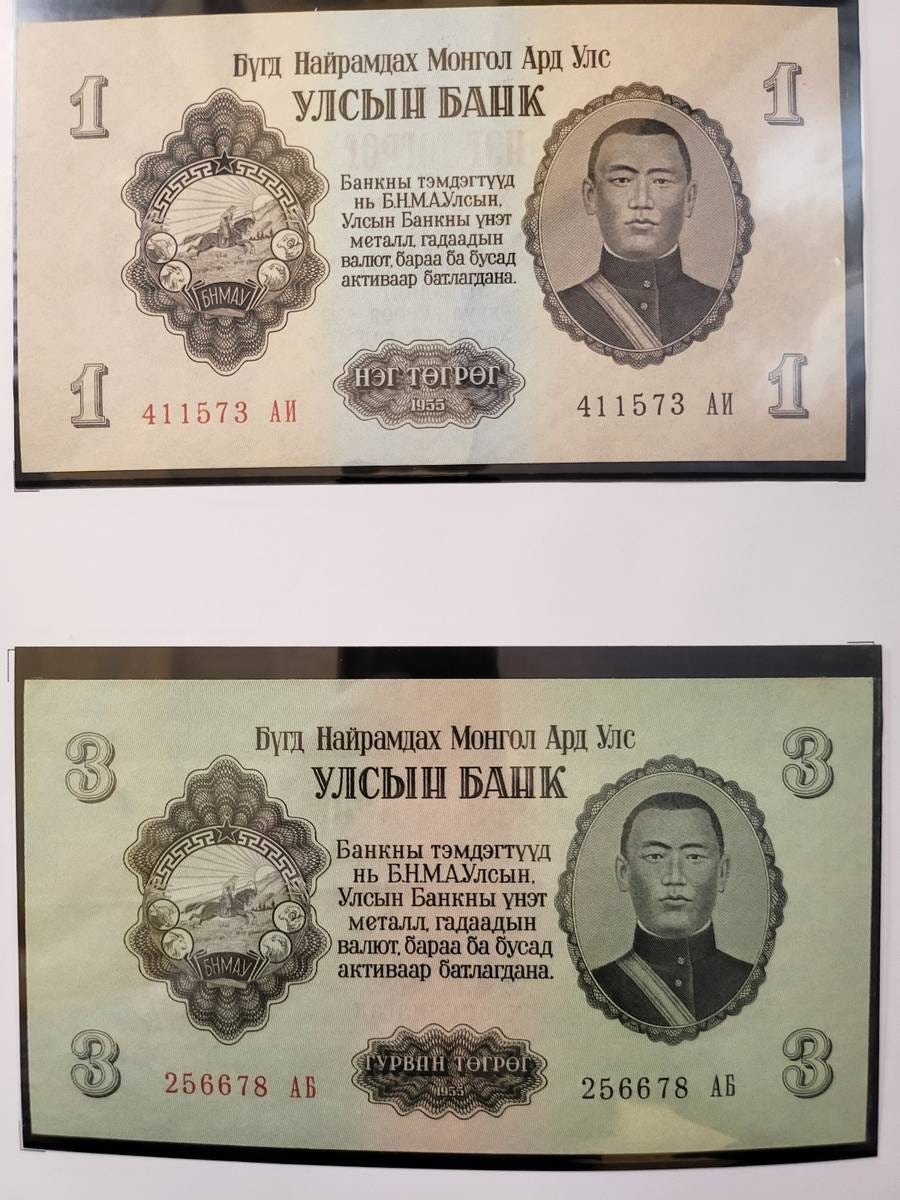 Бүгд Найрамдах Монгол Ард Улс
УЛСЫН БАНК
1
1
Банкны тэмдэгтүүд
нь Б.Н.М.А.Улсын,
Улсын Банкны үнэт
металл, гадаадын
валют, бараа ба бусад
активаар батлагдана.
БНМАУ
НЭГ ТӨГРӨГ
1955
1
411573 АИ
411573 АИ
1
Бүгд Найрамдах Монгол Ард Улс
УЛСЫН БАНК
3
3
Банкны тэмдэгтүүд
нь Б.Н.М.А.Улсын,
Улсын Банкны үнэт
металл, гадаадын
валют, бараа ба бусад
активаар батлагдана.
БНМАУ
ГУРВАН ТӨГРӨГ
1955
3
256678 АБ
256678 АБ
3